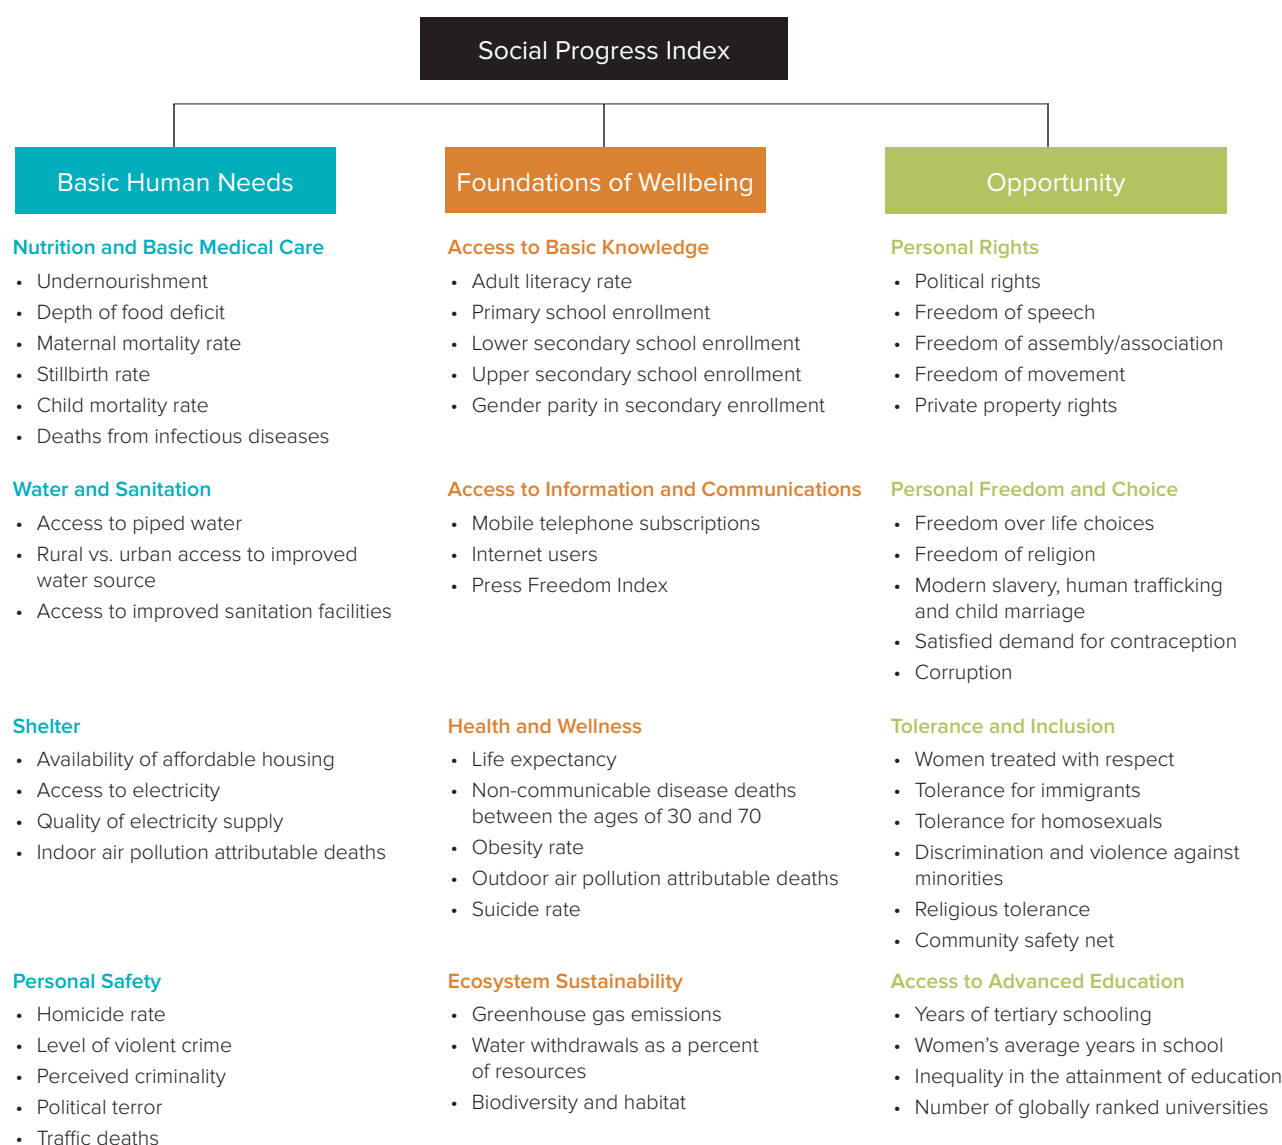 Social Progress Index
Basic Human Needs
Nutrition and Basic Medical Care
• Undernourishment
• Depth of food deficit
• Maternal mortality rate
• Stillbirth rate
• Child mortality rate
• Deaths from infectious diseases
Water and Sanitation
• Access to piped water
• Rural vs. urban access to improved
water source
• Access to improved sanitation facilities
Shelter
• Availability of affordable housing
• Access to electricity
• Quality of electricity supply
• Indoor air pollution attributable deaths
Personal Safety
• Homicide rate
• Level of violent crime
• Perceived criminality
• Political terror
• Traffic deaths
Foundations of Wellbeing
Access to Basic Knowledge
• Adult literacy rate
• Primary school enrollment
• Lower secondary school enrollment
• Upper secondary school enrollment
• Gender parity in secondary enrollment
Access to Information and Communications
• Mobile telephone subscriptions
• Internet users
• Press Freedom Index
Health and Wellness
• Life expectancy
• Non-communicable disease deaths
between the ages of 30 and 70
• Obesity rate
• Outdoor air pollution attributable deaths
• Suicide rate
Ecosystem Sustainability
• Greenhouse gas emissions
• Water withdrawals as a percent
of resources
• Biodiversity and habitat
Opportunity
Personal Rights
• Political rights
• Freedom of speech
• Freedom of assembly/association
• Freedom of movement
• Private property rights
Personal Freedom and Choice
• Freedom over life choices
• Freedom of religion
• Modern slavery, human trafficking
and child marriage
• Satisfied demand for contraception
• Corruption
Tolerance and Inclusion
• Women treated with respect
• Tolerance for immigrants
• Tolerance for homosexuals
• Discrimination and violence against
minorities
• Religious tolerance
• Community safety net
Access to Advanced Education
• Years of tertiary schooling
• Women’s average years in school
• Inequality in the attainment of education
• Number of globally ranked universities